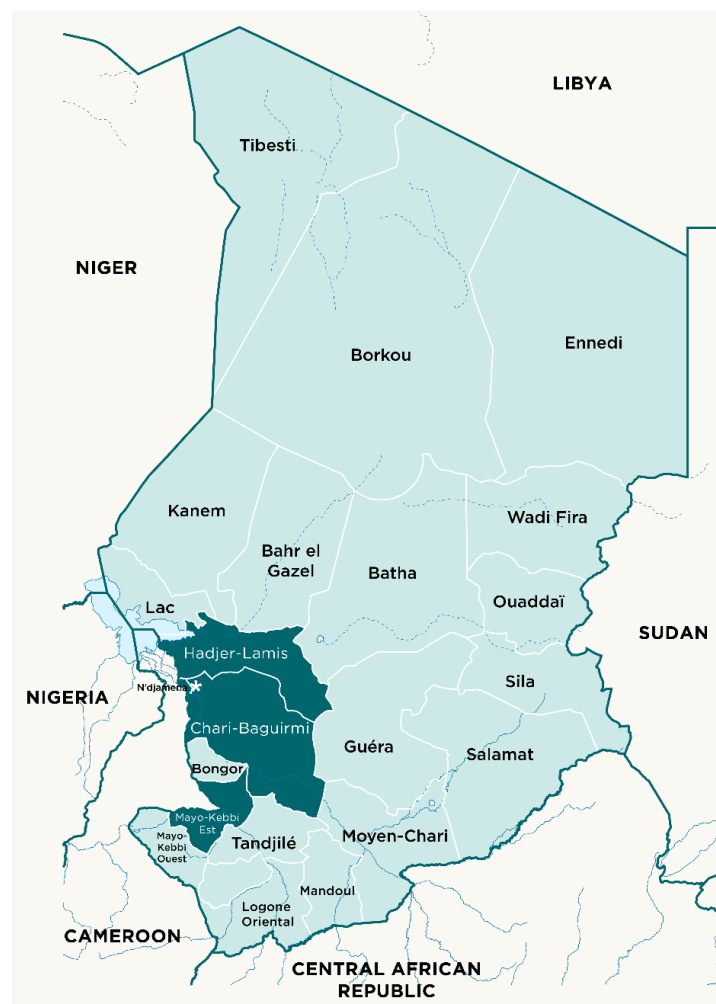 LIBYA
Tibesti
NIGER
Ennedi
Borkou
Kanem
Wadi Fira
Bahr el
Gazel
Batha
Ouaddaï
Lac
SUDAN
Hadjer-Lamis
Sila
N'djamena
*
NIGERIA
Chari-Baguirmi
Guéra
Salamat
Bongor
Mayo-Kebbi
Est
Mayo-
Kebbi
Ouest
Tandjilé
Moyen-Chari
Mandoul
Logone
Oriental
CAMEROON
CENTRAL AFRICAN
REPUBLIC